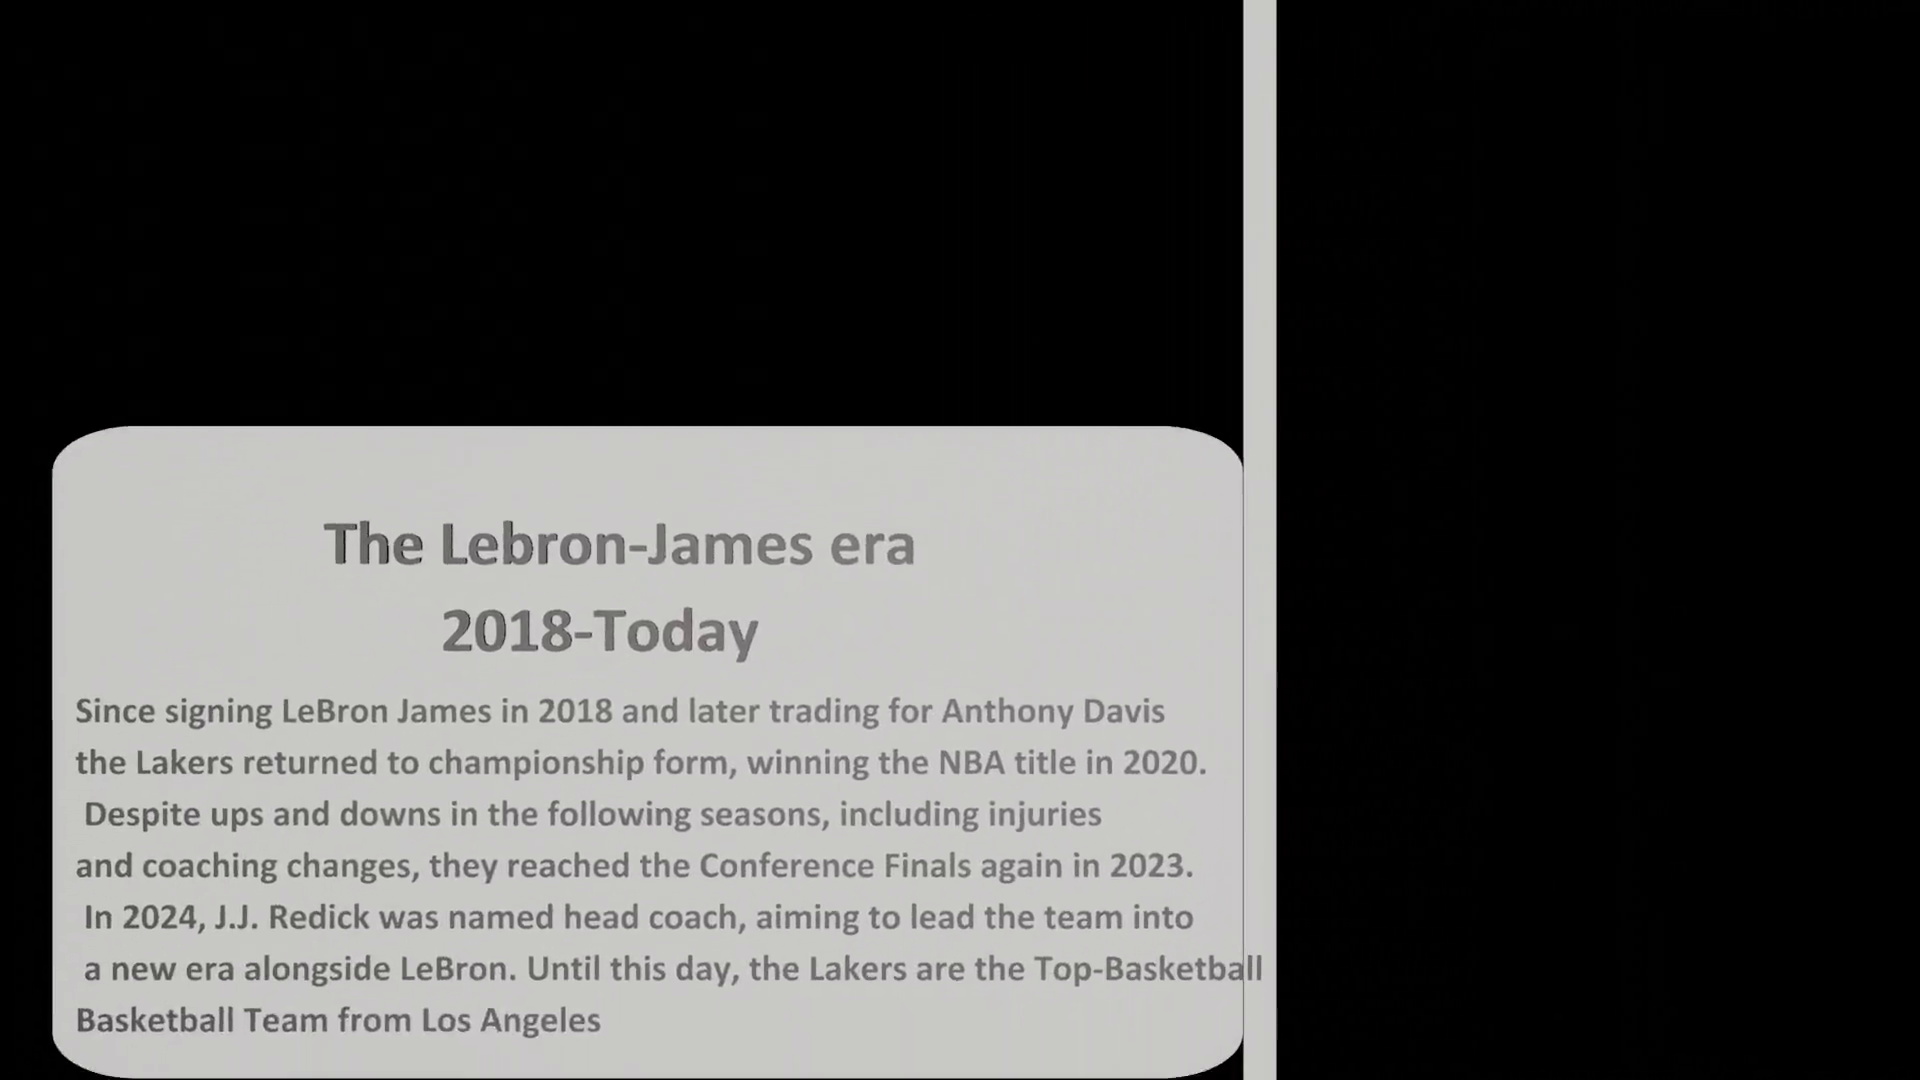 The Lebron-James era
2018-Today
Since signing LeBron James in 2018 and later trading for Anthony Davis
the Lakers returned to championship form, winning the NBA title in 2020.
Despite ups and downs in the following seasons, including injuries
and coaching changes, they reached the Conference Finals again in 2023.
In 2024, J.J. Redick was named head coach, aiming to lead the team into
a new era alongside LeBron. Until this day, the Lakers are the Top-Basketball
Basketball Team from Los Angeles